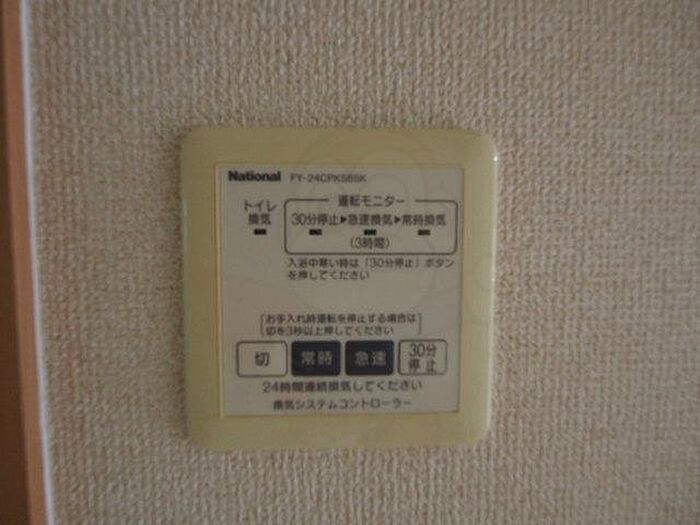 National FY-24CPKS6SK
トイレ
換気
運転モニター
30分停止▶急速換気▶常時換気
(3時間)
入浴中寒い時は「30分停止」ボタン
を押してください
お手入れ時運転を停止する場合は
切を3秒以上押してください
切 常時 急速 30分
停止
24時間連続換気してください
換気システムコントローラー